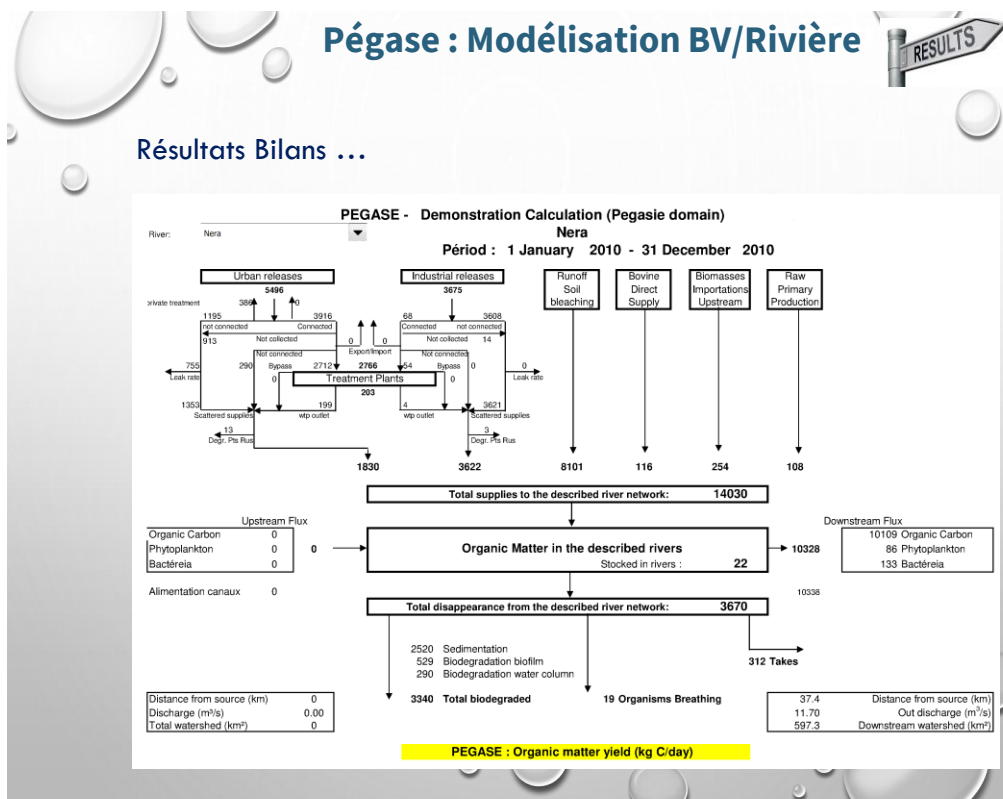 Pégase : Modélisation BV/Rivière
RESULTS
Résultats Bilans …
PEGASE - Demonstration Calculation (Pegasie domain)
River: Nera
Nera
Périod : 1 January 2010 - 31 December 2010
Urban releases
5496
Industrial releases
3675
Runoff
Soil
bleaching
Bovine
Direct
Supply
Biomasses
Importations
Upstream
Raw
Primary
Production
private treatment 386 0
1195 3916 68 3608
not connected Connected Connected not connected
913 Not collected Not collected 14
0 0
Export/Import
Not connected Not connected
755 290 Bypass 2712 2766 54 Bypass 0 0
Leak rate 0 Treatment Plants 0 Leak rate
203
1353 199 4 3621
Scattered supplies wtp outlet wtp outlet Scattered supplies
13 3
Degr. Pts Rus Degr. Pts Rus
1830 3622 8101 116 254 108
Total supplies to the described river network: 14030
Upstream Flux
Organic Carbon 0
Phytoplankton 0
Bactéreia 0
0
Organic Matter in the described rivers
Stocked in rivers : 22
10328
Downstream Flux
10109 Organic Carbon
86 Phytoplankton
133 Bactéreia
Alimentation canaux 0
10338
Total disappearance from the described river network: 3670
2520 Sedimentation
529 Biodegradation biofilm
290 Biodegradation water column
312 Takes
3340 Total biodegraded
19 Organisms Breathing
Distance from source (km) 0
Discharge (m³/s) 0.00
Total watershed (km²) 0
37.4 Distance from source (km)
11.70 Out discharge (m³/s)
597.3 Downstream watershed (km²)
PEGASE : Organic matter yield (kg C/day)